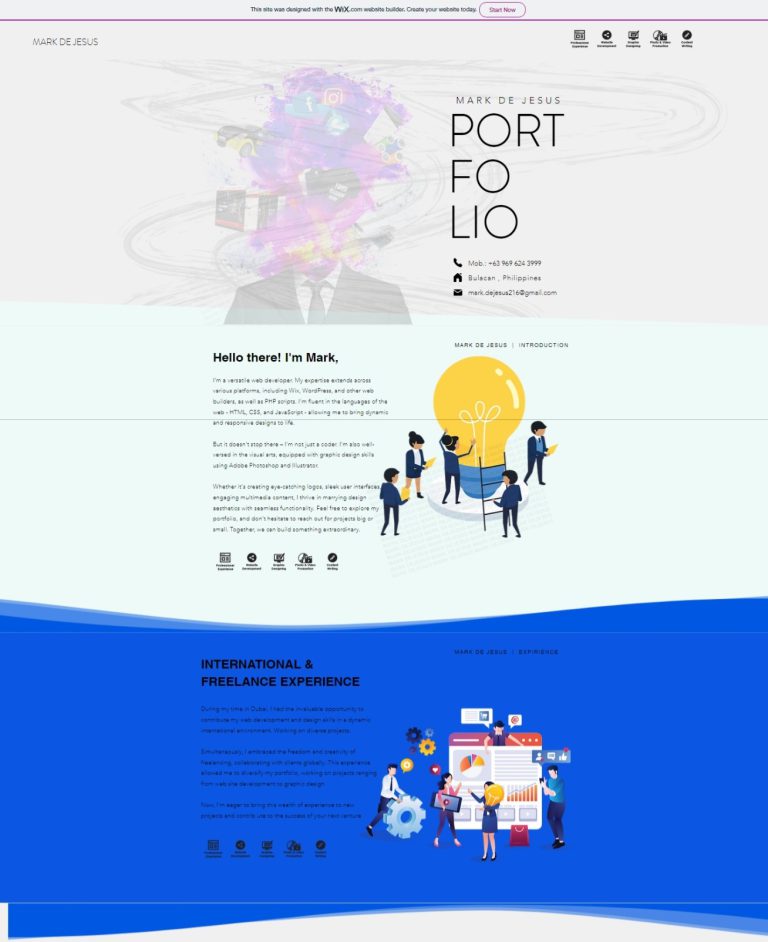 This site was designed with the WiX.com website builder. Create your website today. Start Now
MARK DE JESUS
Professional Experience
Website Development
Graphic Designing
Photo & Video Production
Content Writing
MARK DE JESUS
PORT
FO
LIO
Mob.: +63 969 624 3999
Bulacan , Philippines
mark.dejesus216@gmail.com
MARK DE JESUS | INTRODUCTION
Hello there! I'm Mark,
I'm a versatile web developer. My expertise extends across
various platforms, including Wix, WordPress, and other web
builders, as well as PHP scripts. I'm fluent in the languages of the
web - HTML, CSS, and JavaScript - allowing me to bring dynamic
and responsive designs to life.
But it doesn't stop there – I'm not just a coder. I'm also well-
versed in the visual arts, equipped with graphic design skills
using Adobe Photoshop and Illustrator.
Whether it's creating eye-catching logos, sleek user interfaces,
engaging multimedia content, I thrive in marrying design
aesthetics with seamless functionality. Feel free to explore my
portfolio, and don't hesitate to reach out for projects big or
small. Together, we can build something extraordinary.
Professional Experience
Website Development
Graphic Designing
Photo & Video Production
Content Writing
MARK DE JESUS | EXPIRIENCE
INTERNATIONAL &
FREELANCE EXPERIENCE
During my time in Dubai, I had the invaluable opportunity to
contribute my web development and design skills in a dynamic
international environment. Working on diverse projects.
Simultaneously, I embraced the freedom and creativity of
freelancing, collaborating with clients globally. This experience
allowed me to diversify my portfolio, working on projects ranging
from web site development to graphic design
Now, I'm eager to bring this wealth of experience to new
projects and contribute to the success of your next venture
Professional Experience
Website Development
Graphic Designing
Photo & Video Production
Content Writing